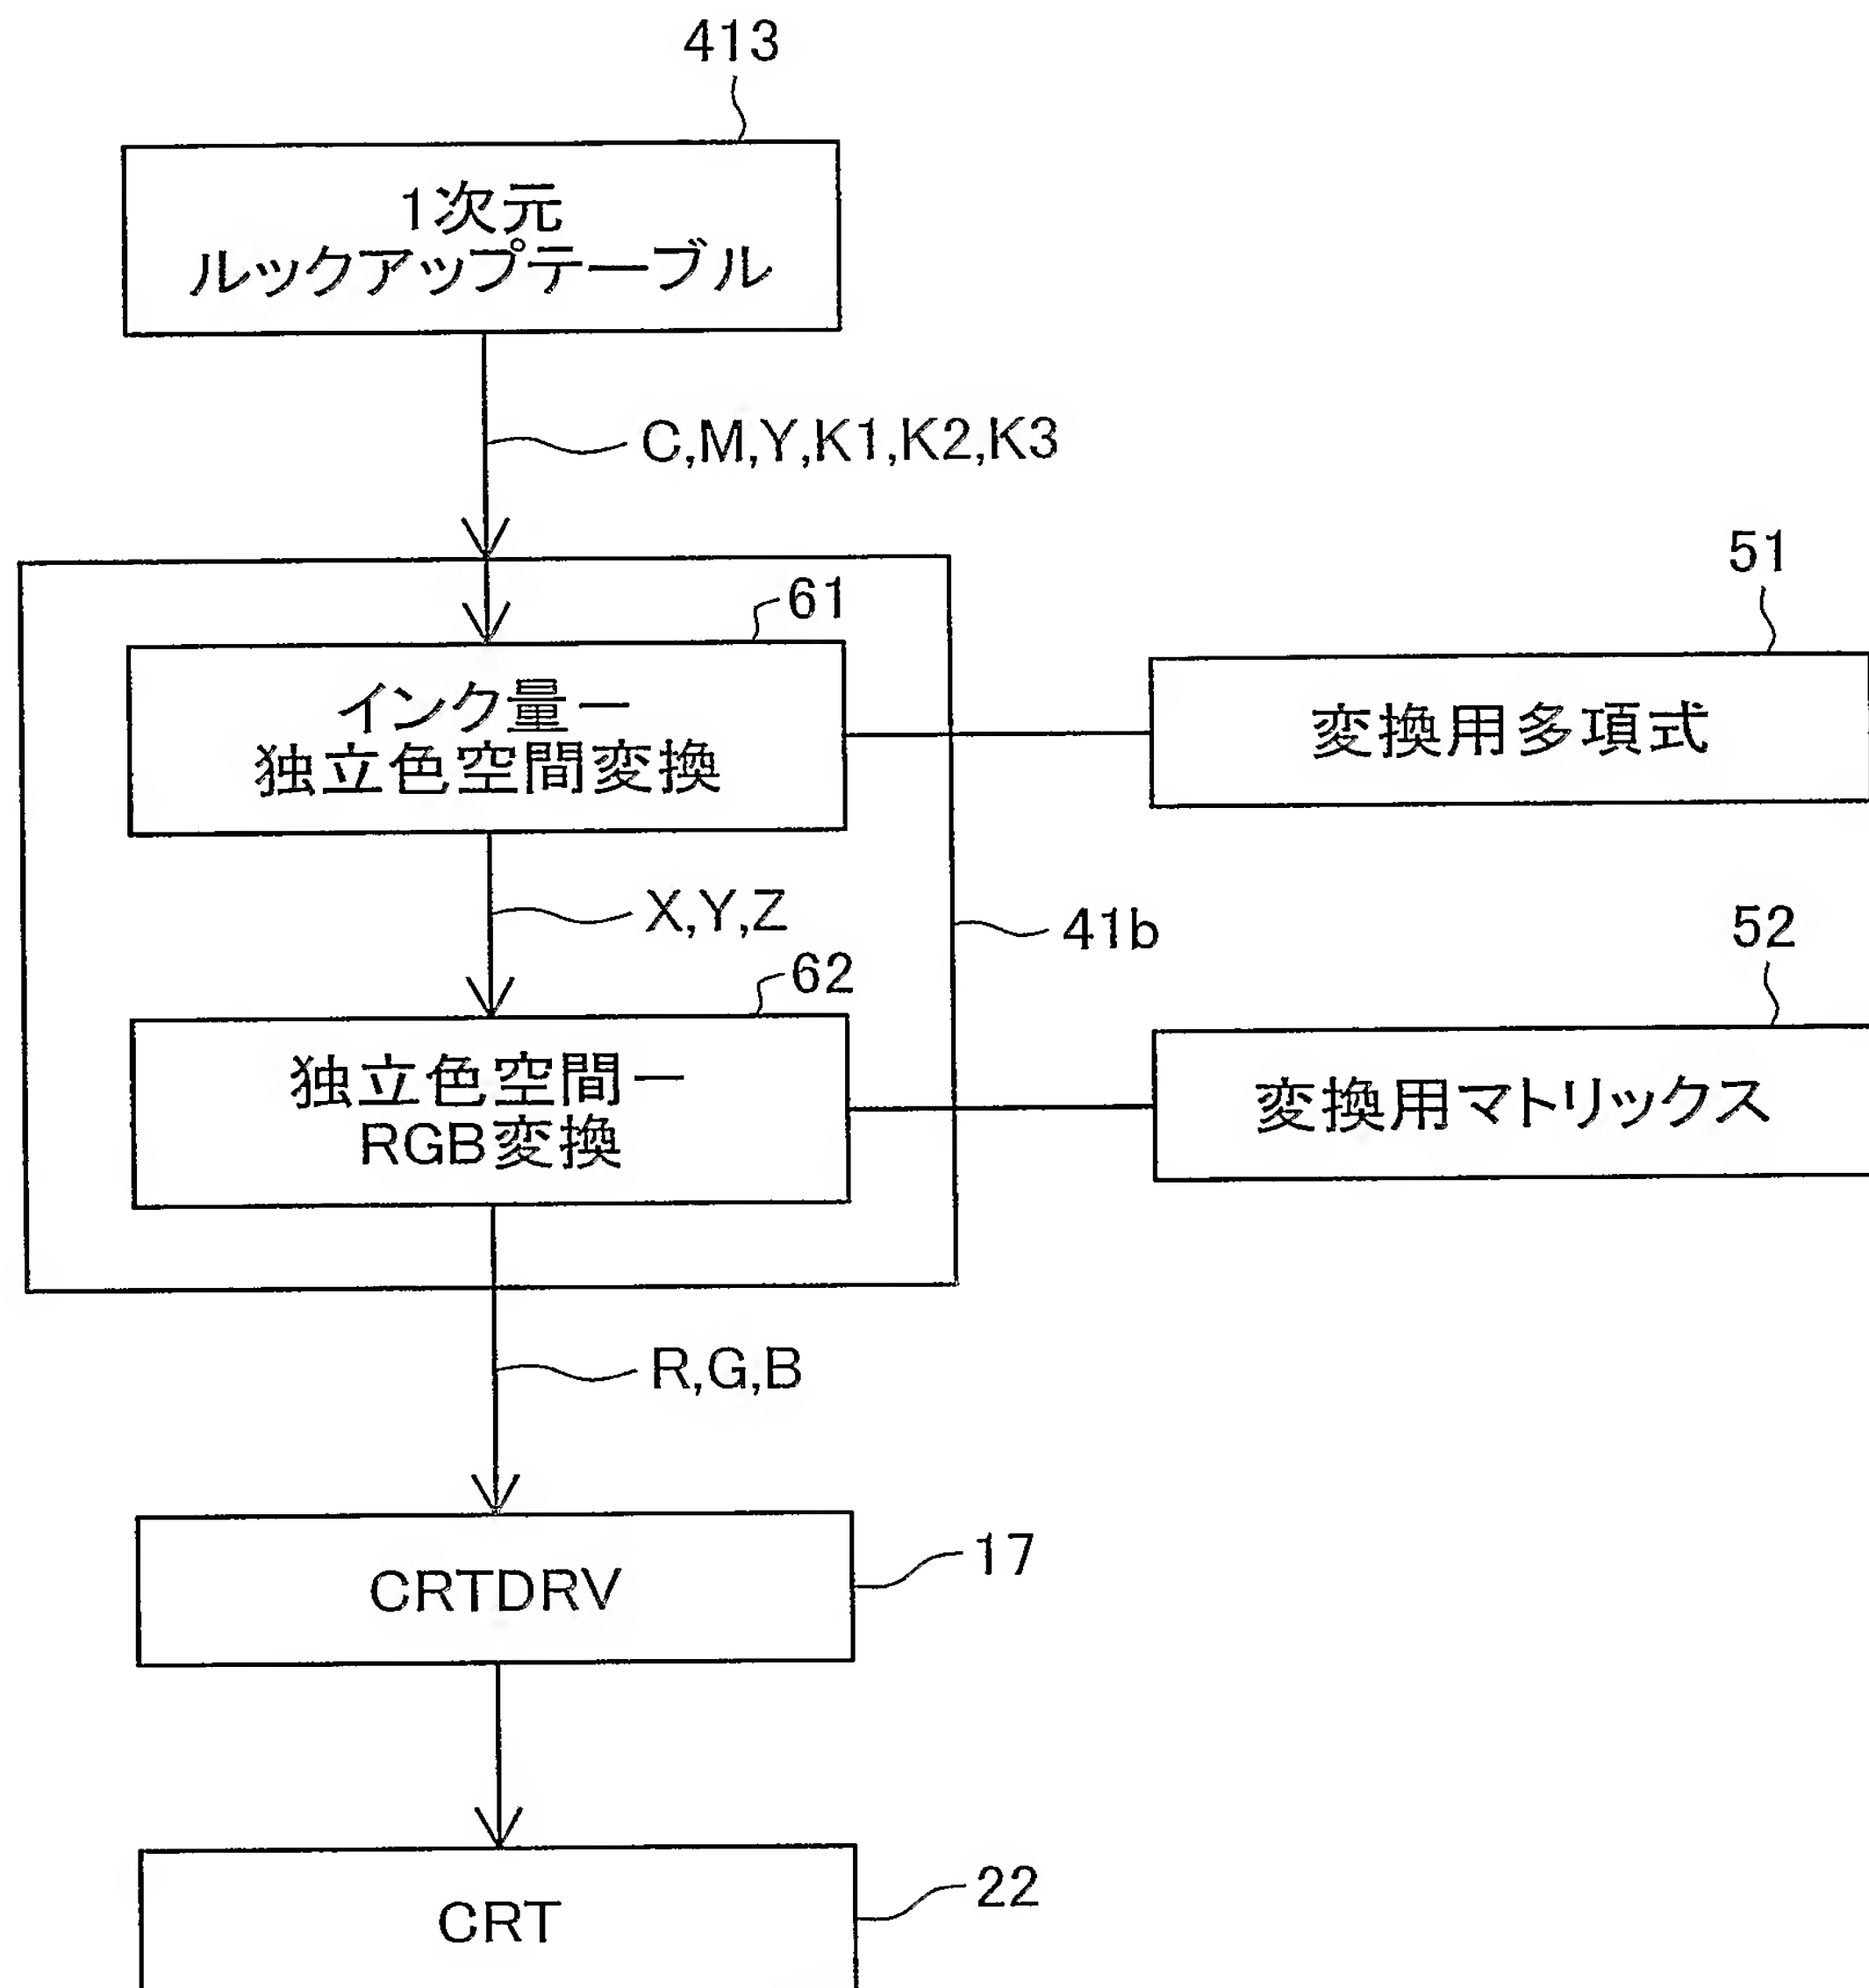 413
1次元
ルックアップテーブル
C,M,Y,K1,K2,K3
61
51
インク量ー
独立色空間変換
変換用多項式
X,Y,Z
41b
62
52
独立色空間ー
RGB変換
変換用マトリックス
R,G,B
CRTDRV
17
CRT
22